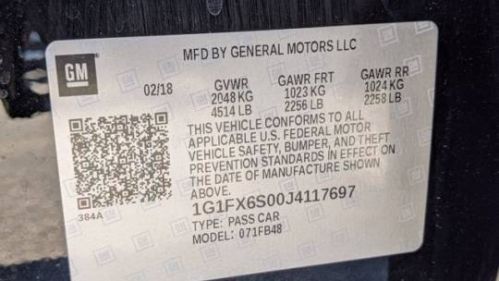 MFD BY GENERAL MOTORS LLC
GM
02/18 GVWR GAWR FRT GAWR RR
2048 KG 1023 KG 1024 KG
4514 LB 2256 LB 2258 LB
THIS VEHICLE CONFORMS TO ALL
APPLICABLE U.S. FEDERAL MOTOR
VEHICLE SAFETY, BUMPER, AND THEFT
PREVENTION STANDARDS IN EFFECT ON
THE DATE OF MANUFACTURE SHOWN
ABOVE.
384A
1G1FX6S00J4117697
TYPE: PASS CAR
MODEL: 071FB48